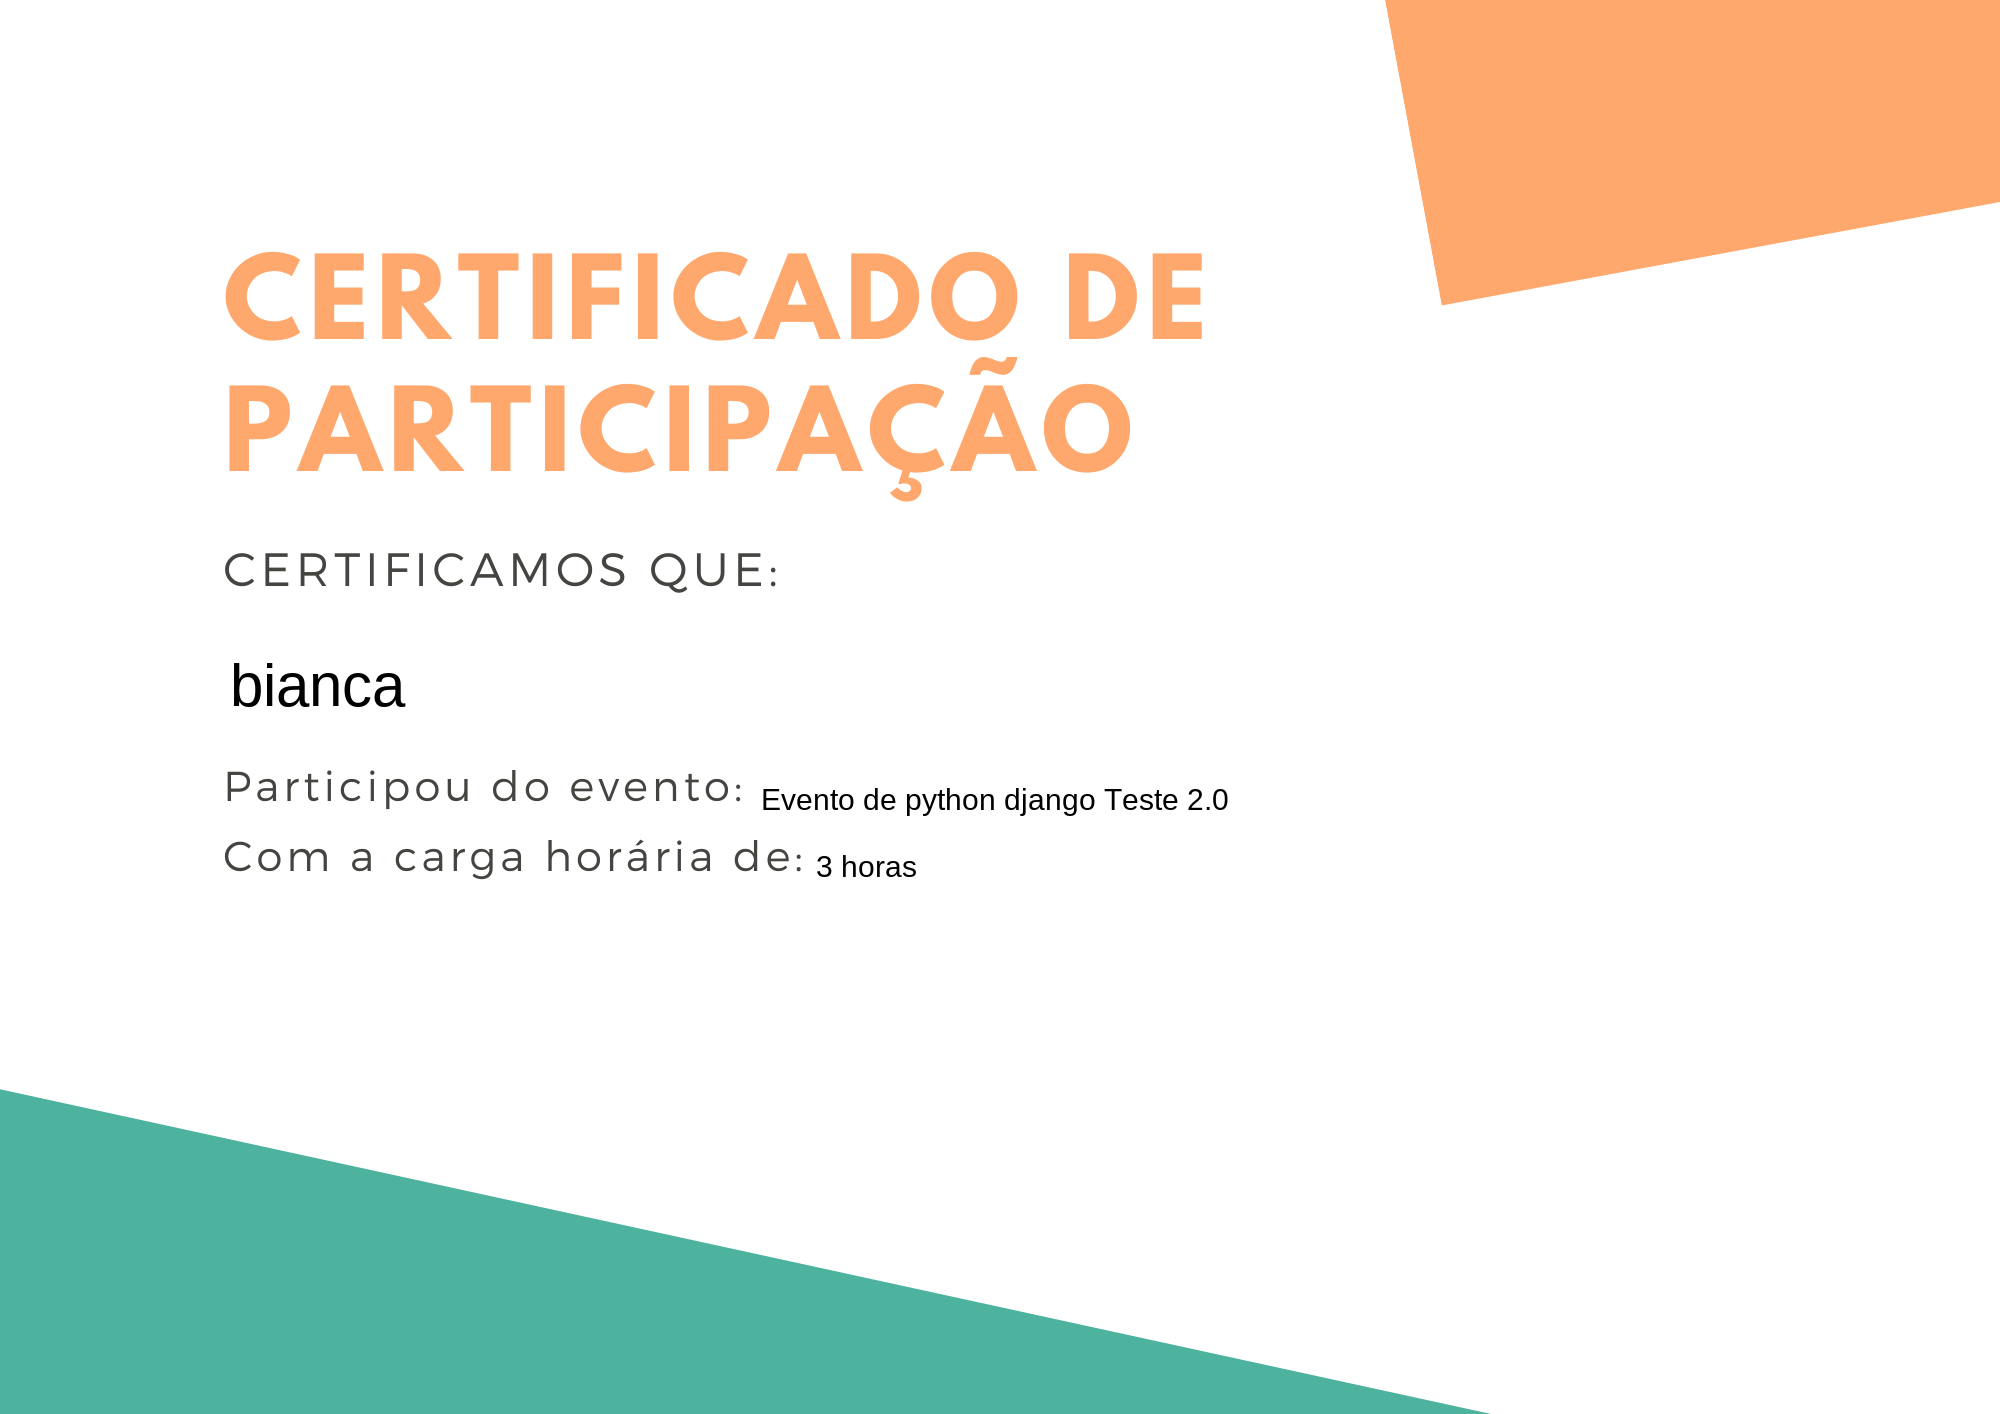 CERTIFICADO DE
PARTICIPAÇÃO
CERTIFICAMOS QUE:
bianca
Participou do evento: Evento de python django Teste 2.0
Com a carga horária de: 3 horas